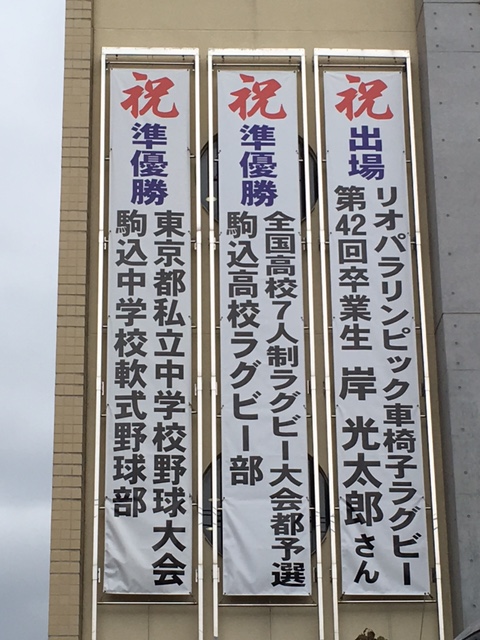 祝
出場
リオパラリンピック車椅子ラグビー
第42回卒業生 岸 光太郎さん
祝
準優勝
全国高校7人制ラグビー大会都予選
駒込高校ラグビー部
祝
準優勝
東京都私立中学校野球大会
駒込中学校軟式野球部